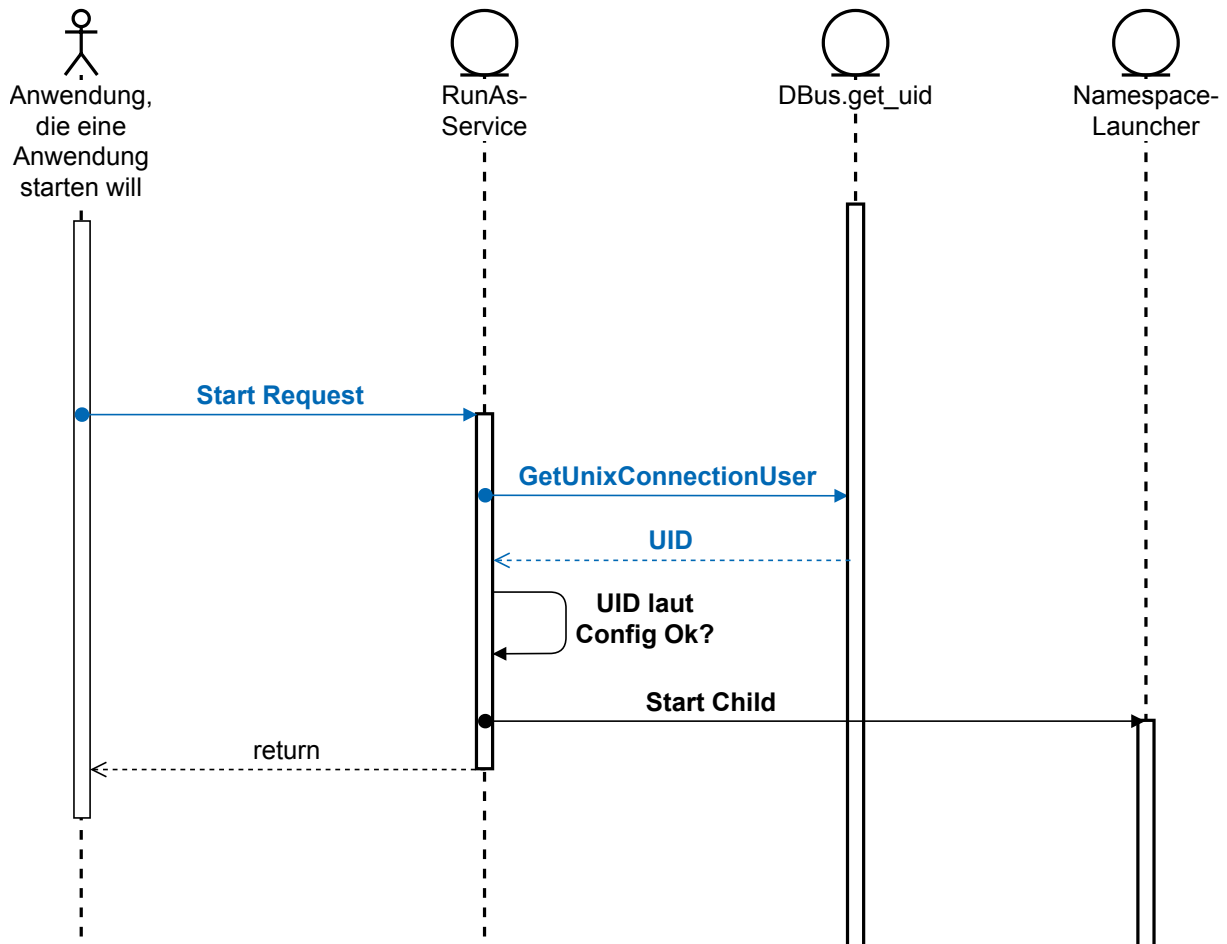 Anwendung,
die eine
Anwendung
starten will
RunAs-
Service
DBus.get_uid
Namespace-
Launcher
Start Request
GetUnixConnectionUser
UID
UID laut
Config Ok?
Start Child
return